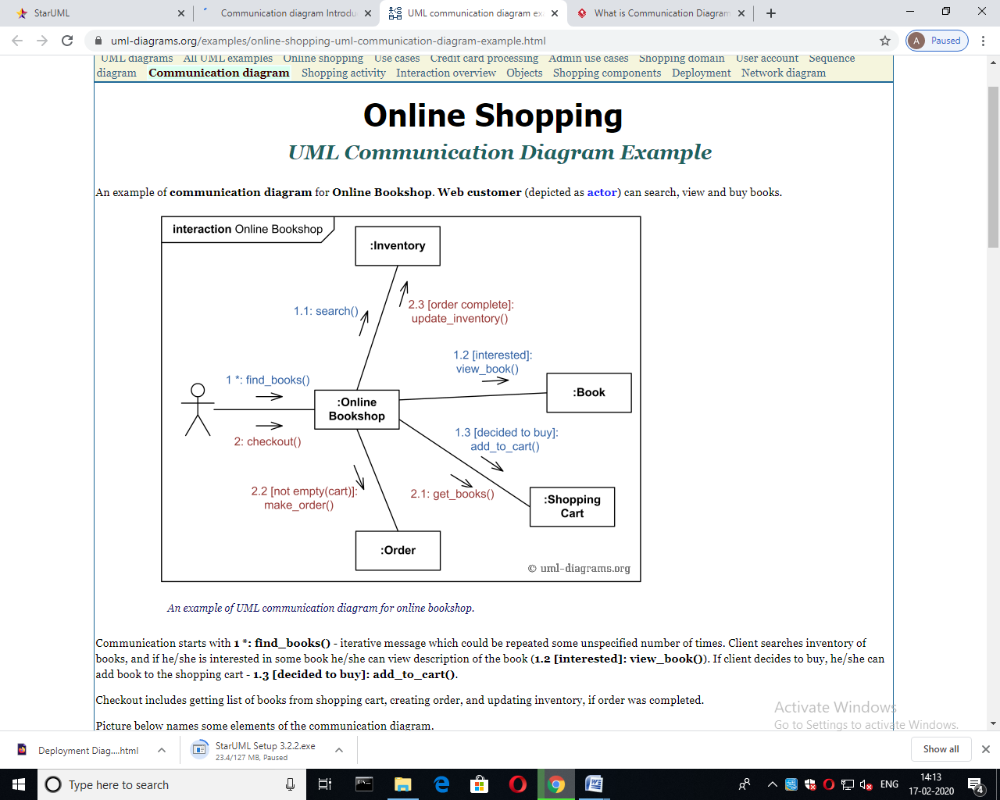 StarUML
Communication diagram Introdu
UML communication diagram ex
What is Communication Diagram
uml-diagrams.org/examples/online-shopping-uml-communication-diagram-example.html
A Paused
UML diagrams All UML examples Online shopping Use cases Credit card processing Admin use cases Shopping domain User account Sequence
diagram Communication diagram Shopping activity Interaction overview Objects Shopping components Deployment Network diagram
Online Shopping
UML Communication Diagram Example
An example of communication diagram for Online Bookshop. Web customer (depicted as actor) can search, view and buy books.
interaction Online Bookshop
:Inventory
1.1: search()
2.3 [order complete]:
update_inventory()
1.2 [interested]:
view_book()
1 *: find_books()
:Book
:Online
Bookshop
1.3 [decided to buy]:
add_to_cart()
2: checkout()
2.2 [not empty(cart)]:
make_order()
2.1: get_books()
:Shopping
Cart
:Order
© uml-diagrams.org
An example of UML communication diagram for online bookshop.
Communication starts with 1 *: find_books() - iterative message which could be repeated some unspecified number of times. Client searches inventory of
books, and if he/she is interested in some book he/she can view description of the book (1.2 [interested]: view_book()). If client decides to buy, he/she can
add book to the shopping cart - 1.3 [decided to buy]: add_to_cart().
Checkout includes getting list of books from shopping cart, creating order, and updating inventory, if order was completed.
Picture below names some elements of the communication diagram.
Activate Windows
Go to Settings to activate Windows.
Deployment Diag....html
StarUML Setup 3.2.2.exe
23.4/127 MB, Paused
Show all
Type here to search
ENG
14:13
17-02-2020
4